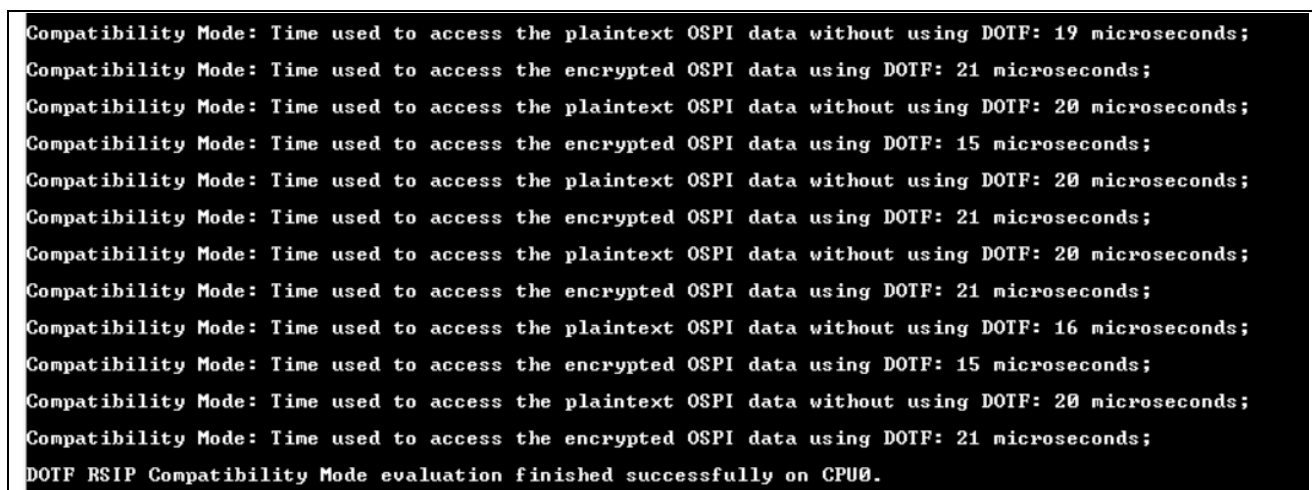 Compatibility Mode: Time used to access the plaintext OSPI data without using DOTF: 19 microseconds;
Compatibility Mode: Time used to access the encrypted OSPI data using DOTF: 21 microseconds;
Compatibility Mode: Time used to access the plaintext OSPI data without using DOTF: 20 microseconds;
Compatibility Mode: Time used to access the encrypted OSPI data using DOTF: 15 microseconds;
Compatibility Mode: Time used to access the plaintext OSPI data without using DOTF: 20 microseconds;
Compatibility Mode: Time used to access the encrypted OSPI data using DOTF: 21 microseconds;
Compatibility Mode: Time used to access the plaintext OSPI data without using DOTF: 20 microseconds;
Compatibility Mode: Time used to access the encrypted OSPI data using DOTF: 21 microseconds;
Compatibility Mode: Time used to access the plaintext OSPI data without using DOTF: 16 microseconds;
Compatibility Mode: Time used to access the encrypted OSPI data using DOTF: 15 microseconds;
Compatibility Mode: Time used to access the plaintext OSPI data without using DOTF: 20 microseconds;
Compatibility Mode: Time used to access the encrypted OSPI data using DOTF: 21 microseconds;
DOTF RSIP Compatibility Mode evaluation finished successfully on CPU0.